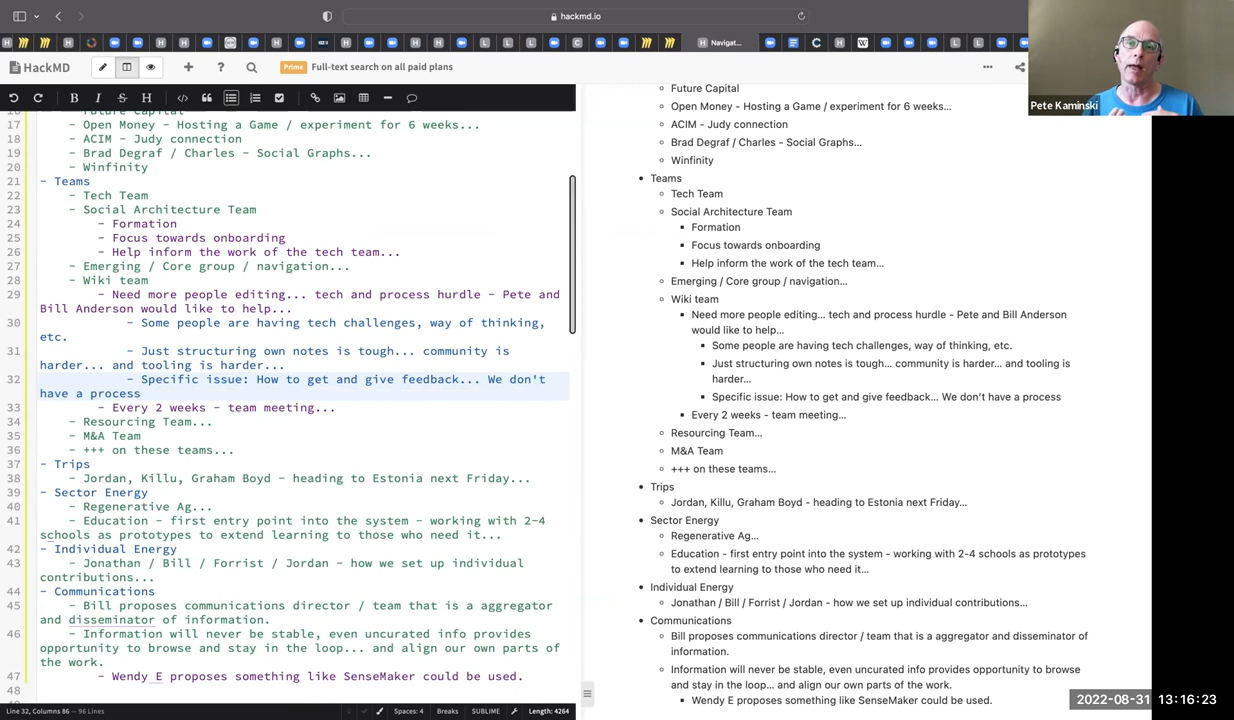 hackmd.io
Navigat...
HackMD
Prime Full-text search on all paid plans
17 - Open Money - Hosting a Game / experiment for 6 weeks...
18 - ACIM - Judy connection
19 - Brad Degraf / Charles - Social Graphs...
20 - Winfinity
21 - Teams
22 - Tech Team
23 - Social Architecture Team
24 - Formation
25 - Focus towards onboarding
26 - Help inform the work of the tech team...
27 - Emerging / Core group / navigation...
28 - Wiki team
29 - Need more people editing... tech and process hurdle - Pete and
Bill Anderson would like to help...
30 - Some people are having tech challenges, way of thinking,
etc.
31 - Just structuring own notes is tough... community is
harder... and tooling is harder...
32 - Specific issue: How to get and give feedback... We don't
have a process
33 - Every 2 weeks - team meeting...
34 - Resourcing Team...
35 - M&A Team
36 - +++ on these teams...
37 - Trips
38 - Jordan, Killu, Graham Boyd - heading to Estonia next Friday...
39 - Sector Energy
40 - Regenerative Ag...
41 - Education - first entry point into the system - working with 2-4
schools as prototypes to extend learning to those who need it...
42 - Individual Energy
43 - Jonathan / Bill / Forrist / Jordan - how we set up individual
contributions...
44 - Communications
45 - Bill proposes communications director / team that is a aggregator
and disseminator of information.
46 - Information will never be stable, even uncurated info provides
opportunity to browse and stay in the loop... and align our own parts of
the work.
47 - Wendy E proposes something like SenseMaker could be used.
48
Line 32, Columns 86 — 96 Lines
Spaces: 4 Breaks SUBLIME Length: 4264
Future Capital
Open Money - Hosting a Game / experiment for 6 weeks…
ACIM - Judy connection
Brad Degraf / Charles - Social Graphs…
Winfinity
Teams
Tech Team
Social Architecture Team
Formation
Focus towards onboarding
Help inform the work of the tech team…
Emerging / Core group / navigation…
Wiki team
Need more people editing… tech and process hurdle - Pete and Bill Anderson
would like to help…
Some people are having tech challenges, way of thinking, etc.
Just structuring own notes is tough… community is harder… and tooling is
harder…
Specific issue: How to get and give feedback… We don’t have a process
Every 2 weeks - team meeting…
Resourcing Team…
M&A Team
+++ on these teams…
Trips
Jordan, Killu, Graham Boyd - heading to Estonia next Friday…
Sector Energy
Regenerative Ag…
Education - first entry point into the system - working with 2-4 schools as prototypes
to extend learning to those who need it…
Individual Energy
Jonathan / Bill / Forrist / Jordan - how we set up individual contributions…
Communications
Bill proposes communications director / team that is a aggregator and disseminator of
information.
Information will never be stable, even uncurated info provides opportunity to browse
and stay in the loop… and align our own parts of the work.
Wendy E proposes something like SenseMaker could be used.
Pete Kaminski
2022-08-31 13:16:23